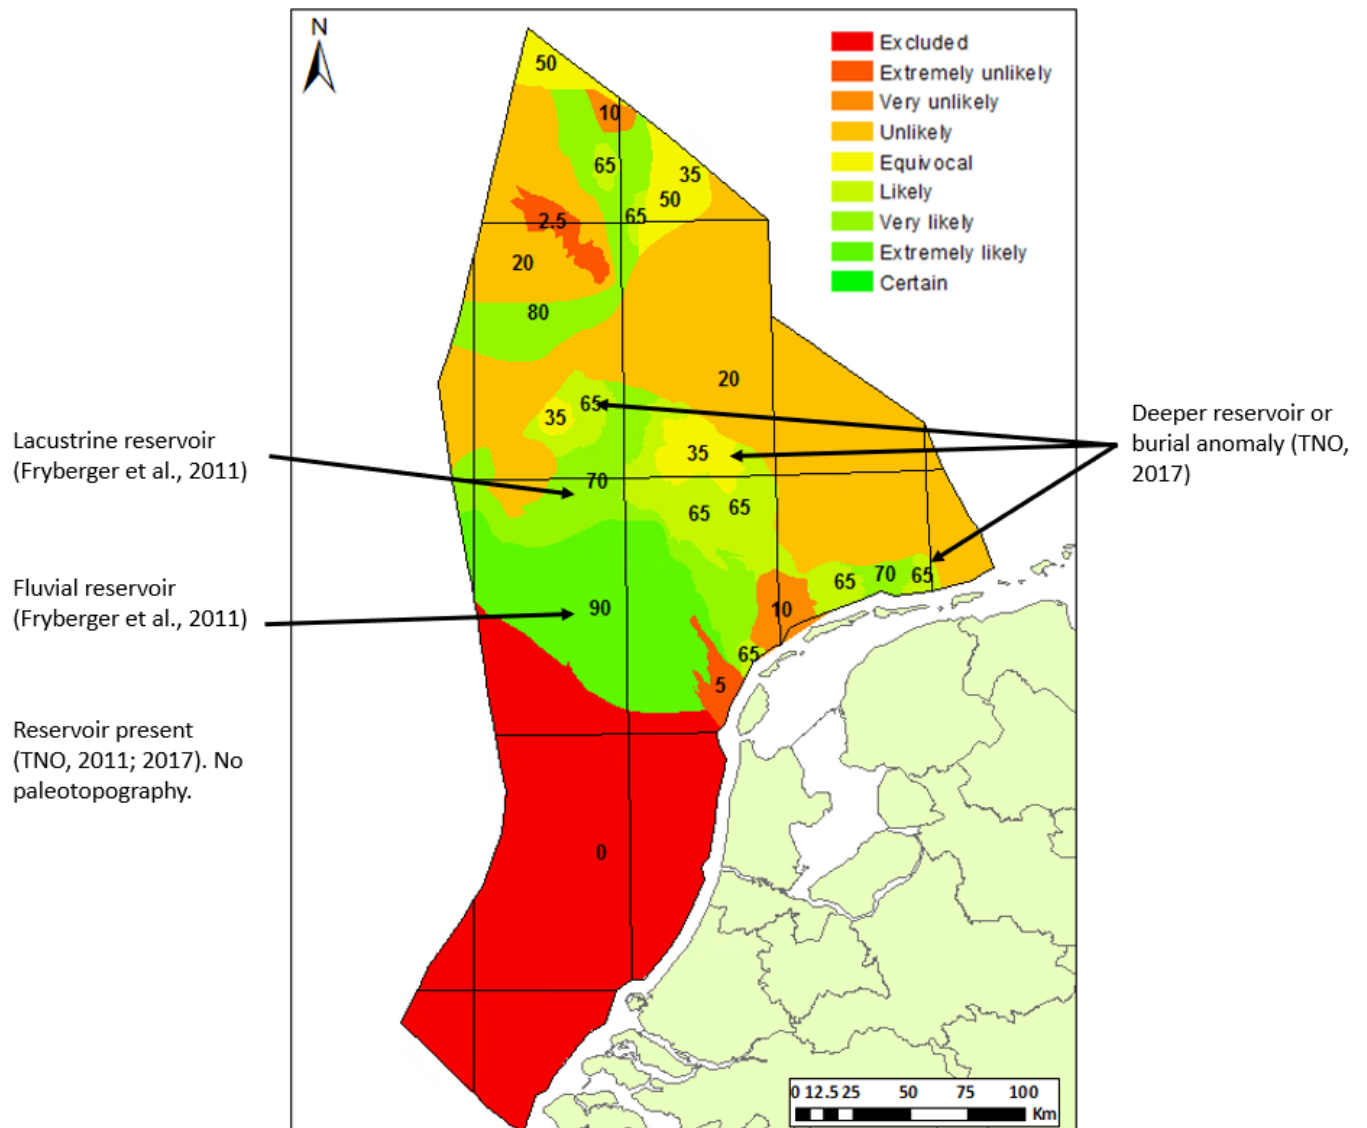 N
Excluded
Extremely unlikely
Very unlikely
Unlikely
Equivocal
Likely
Very likely
Extremely likely
Certain
50
10
65
35
50
65
2.5
20
80
20
65
35
35
70
65
65
65
70
65
90
10
65
5
0
Lacustrine reservoir
(Fryberger et al., 2011)
Fluvial reservoir
(Fryberger et al., 2011)
Reservoir present
(TNO, 2011; 2017). No
paleotopography.
Deeper reservoir or
burial anomaly (TNO,
2017)
0 12.5 25 50 75 100
Km